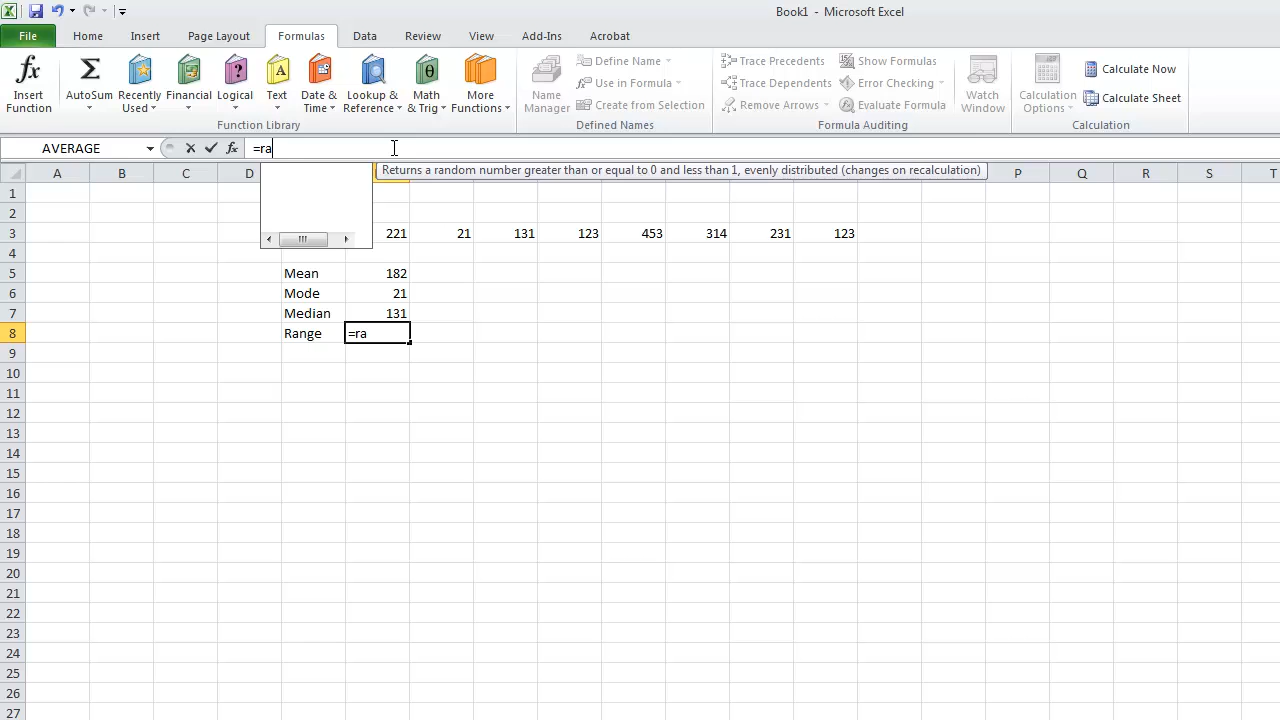 Book1 - Microsoft Excel
File Home Insert Page Layout Formulas Data Review View Add-Ins Acrobat
Insert Function
AutoSum
Recently Used
Financial
Logical
Text
Date & Time
Lookup & Reference
Math & Trig
More Functions
Function Library
Name Manager
Define Name
Use in Formula
Create from Selection
Defined Names
Trace Precedents
Trace Dependents
Remove Arrows
Show Formulas
Error Checking
Evaluate Formula
Formula Auditing
Watch Window
Calculation Options
Calculate Now
Calculate Sheet
Calculation
AVERAGE fx =ra
Returns a random number greater than or equal to 0 and less than 1, evenly distributed (changes on recalculation)
A B C D P Q R S T
1
2
3 221 21 131 123 453 314 231 123
4
5 Mean 182
6 Mode 21
7 Median 131
8 Range =ra
9
10
11
12
13
14
15
16
17
18
19
20
21
22
23
24
25
26
27